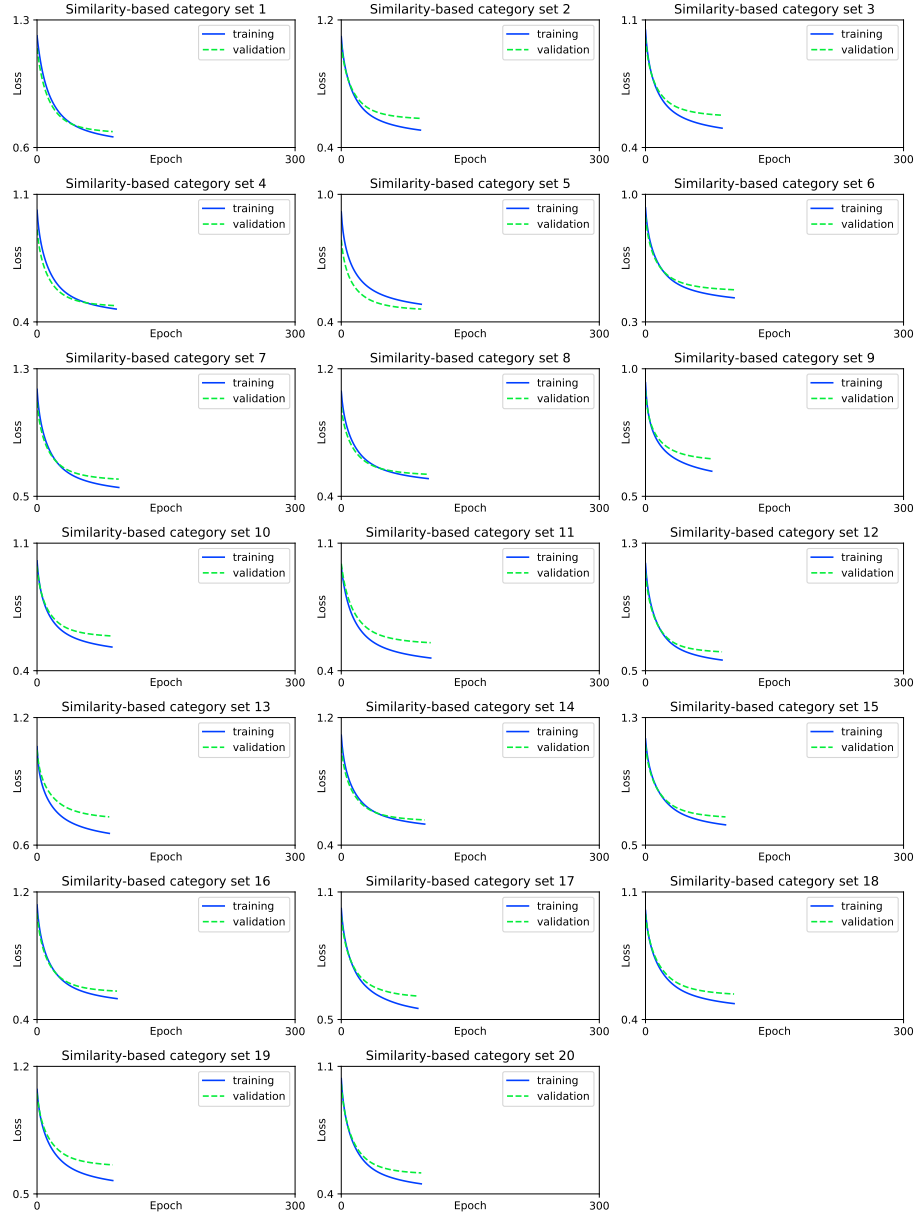 Similarity-based category set 1
1.3
Loss
training
validation
0.6
0
Epoch
300
Similarity-based category set 2
1.2
Loss
training
validation
0.4
0
Epoch
300
Similarity-based category set 3
1.1
Loss
training
validation
0.4
0
Epoch
300
Similarity-based category set 4
1.1
Loss
training
validation
0.4
0
Epoch
300
Similarity-based category set 5
1.0
Loss
training
validation
0.4
0
Epoch
300
Similarity-based category set 6
1.0
Loss
training
validation
0.3
0
Epoch
300
Similarity-based category set 7
1.3
Loss
training
validation
0.5
0
Epoch
300
Similarity-based category set 8
1.2
Loss
training
validation
0.4
0
Epoch
300
Similarity-based category set 9
1.0
Loss
training
validation
0.5
0
Epoch
300
Similarity-based category set 10
1.1
Loss
training
validation
0.4
0
Epoch
300
Similarity-based category set 11
1.1
Loss
training
validation
0.4
0
Epoch
300
Similarity-based category set 12
1.3
Loss
training
validation
0.5
0
Epoch
300
Similarity-based category set 13
1.2
Loss
training
validation
0.6
0
Epoch
300
Similarity-based category set 14
1.2
Loss
training
validation
0.4
0
Epoch
300
Similarity-based category set 15
1.3
Loss
training
validation
0.5
0
Epoch
300
Similarity-based category set 16
1.2
Loss
training
validation
0.4
0
Epoch
300
Similarity-based category set 17
1.1
Loss
training
validation
0.5
0
Epoch
300
Similarity-based category set 18
1.1
Loss
training
validation
0.4
0
Epoch
300
Similarity-based category set 19
1.2
Loss
training
validation
0.5
0
Epoch
300
Similarity-based category set 20
1.1
Loss
training
validation
0.4
0
Epoch
300